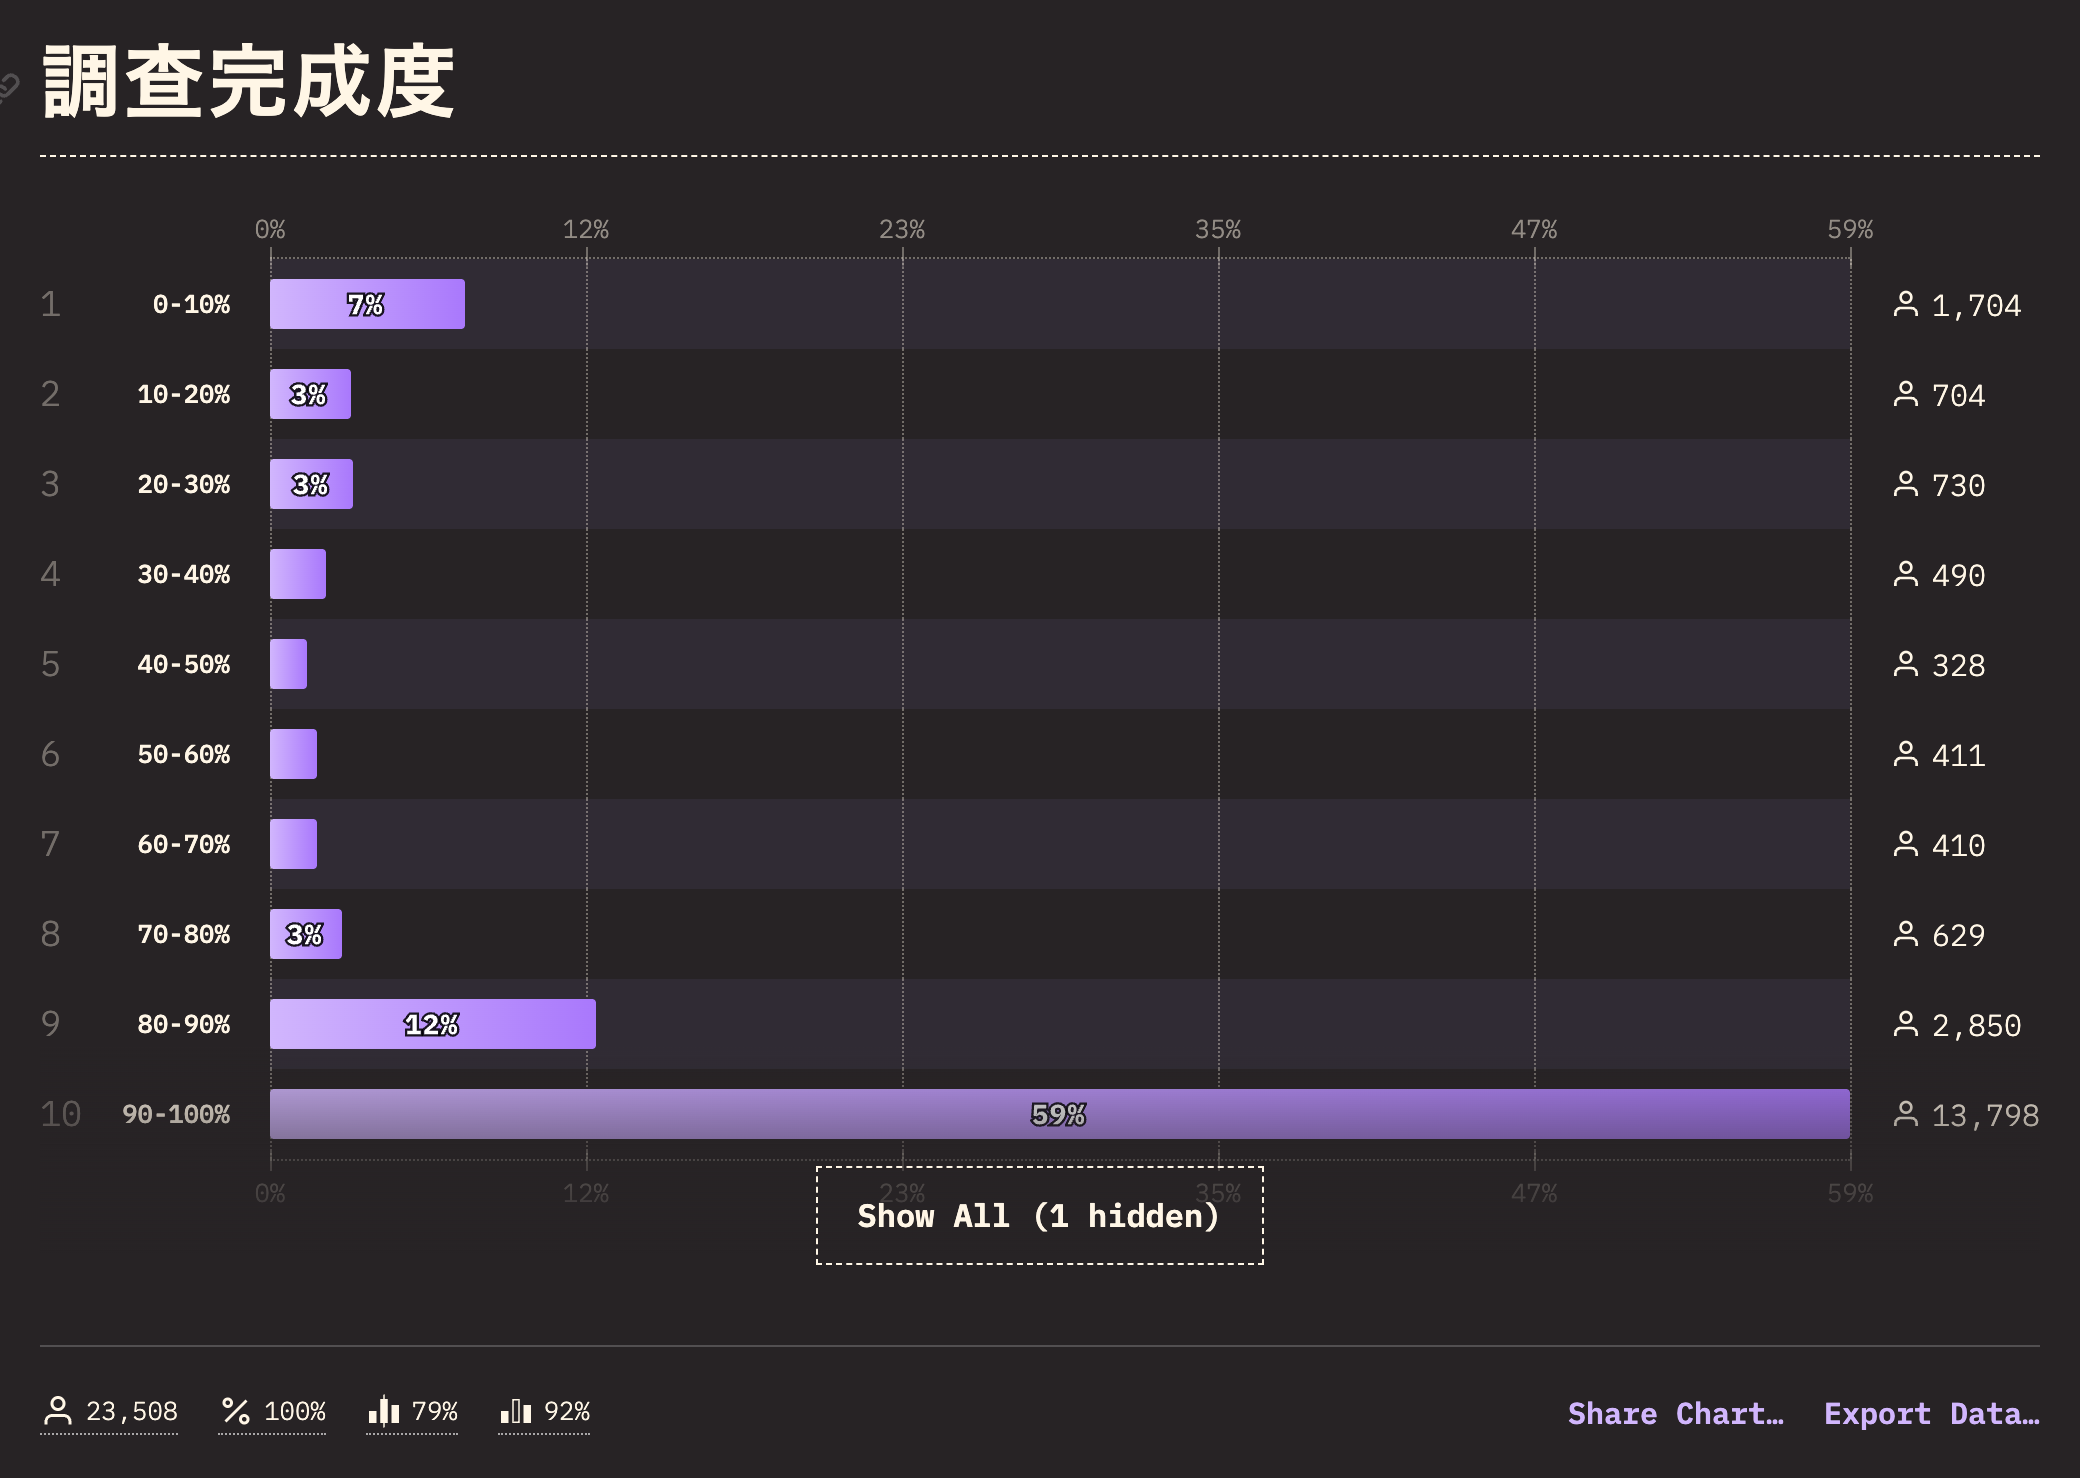 調査完成度
0% 12% 23% 35% 47% 59%
1 0-10% 7% 1,704
2 10-20% 3% 704
3 20-30% 3% 730
4 30-40% 490
5 40-50% 328
6 50-60% 411
7 60-70% 410
8 70-80% 3% 629
9 80-90% 12% 2,850
10 90-100% 59% 13,798
0% 12% 23% 35% 47% 59%
Show All (1 hidden)
23,508 100% 79% 92% Share Chart… Export Data…